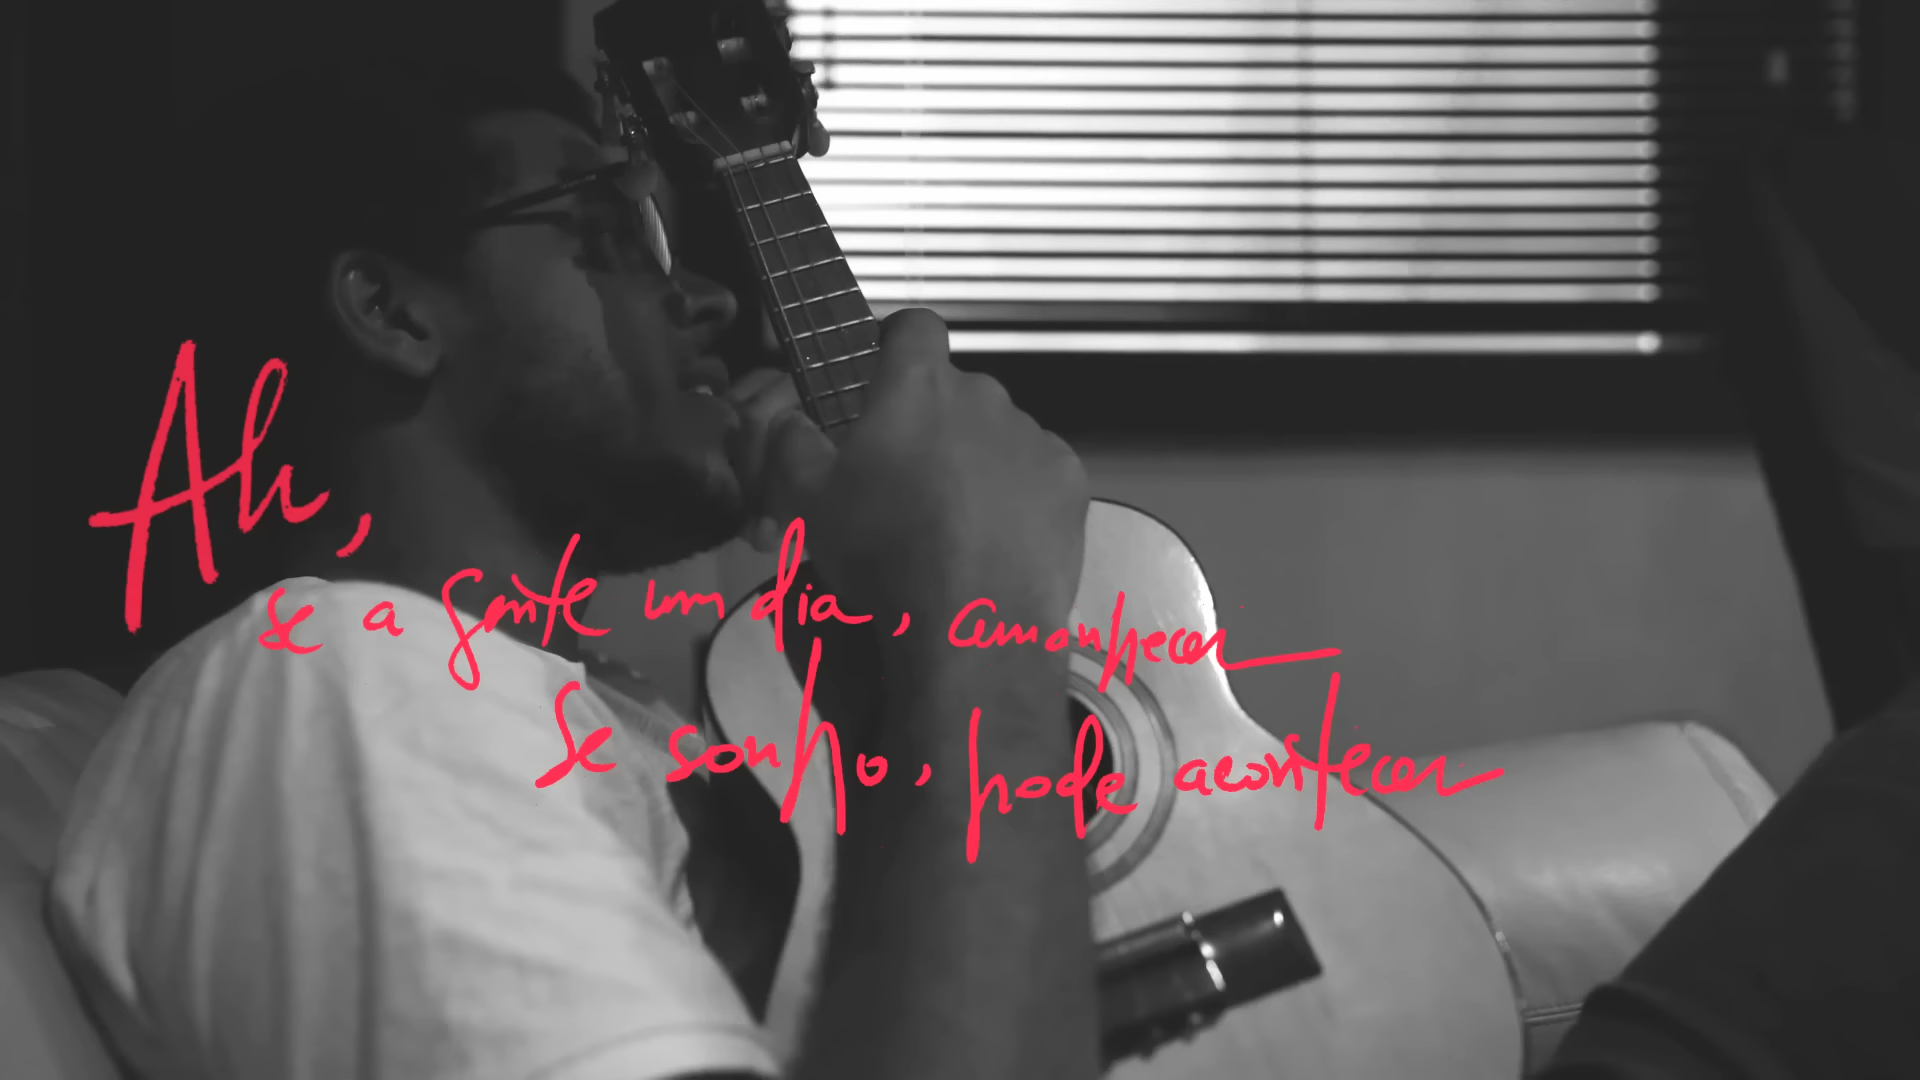 Ah,
se a gente um dia, amanhecer
Se sonho, pode acontecer